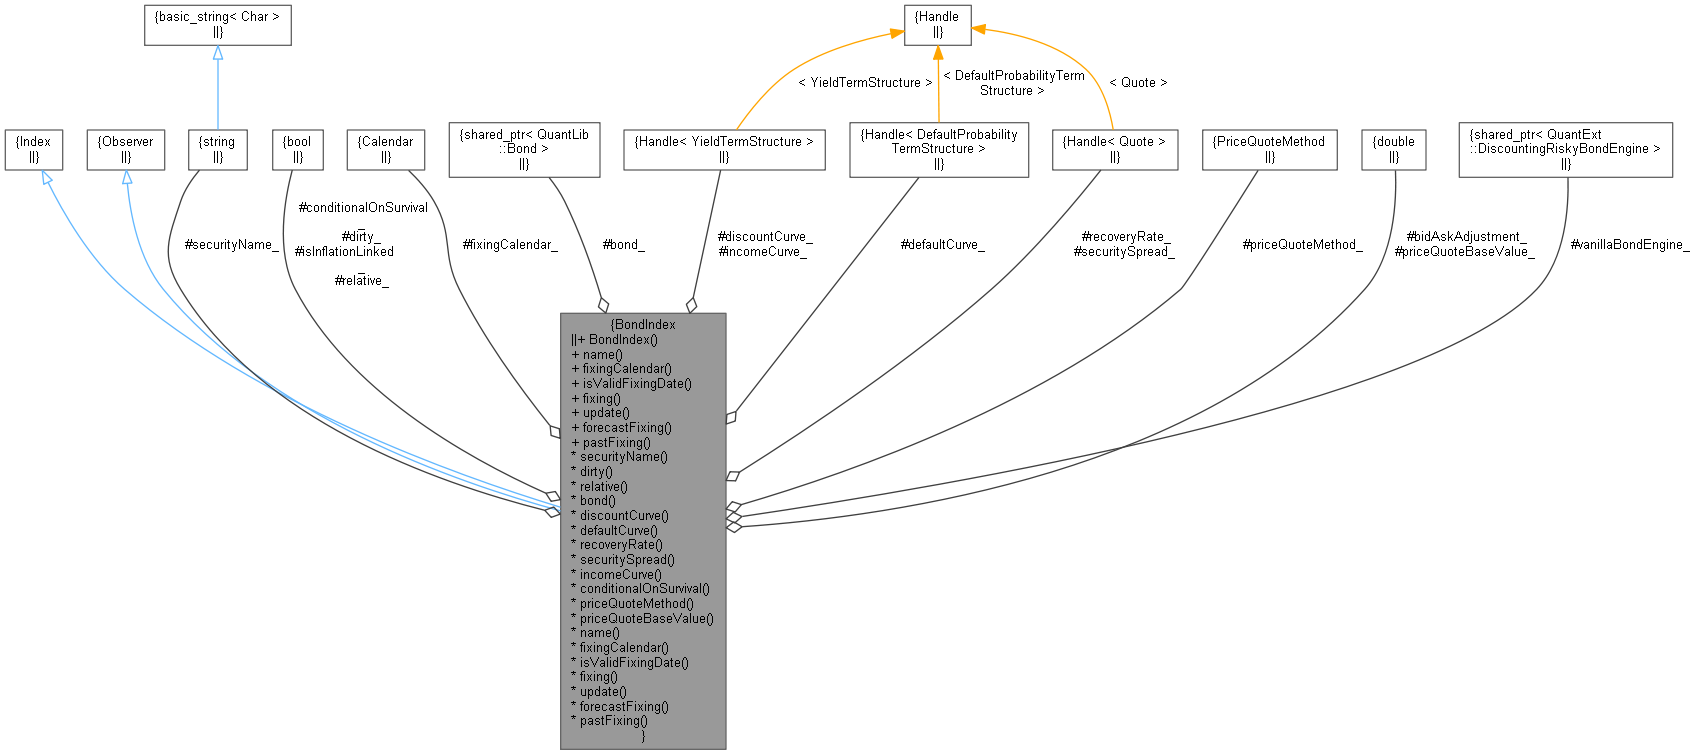 {basic_string< Char >
||}
{Handle
||}
< YieldTermStructure >
< DefaultProbabilityTerm
Structure >
< Quote >
{Index
||}
{Observer
||}
{string
||}
{bool
||}
{Calendar
||}
{shared_ptr< QuantLib
::Bond >
||}
{Handle< YieldTermStructure >
||}
{Handle< DefaultProbability
TermStructure >
||}
{Handle< Quote >
||}
{PriceQuoteMethod
||}
{double
||}
{shared_ptr< QuantExt
::DiscountingRiskyBondEngine >
||}
#securityName_
#conditionalOnSurvival
_
#dirty_
#isInflationLinked
_
#relative_
#fixingCalendar_
#bond_
#discountCurve_
#incomeCurve_
#defaultCurve_
#recoveryRate_
#securitySpread_
#priceQuoteMethod_
#bidAskAdjustment_
#priceQuoteBaseValue_
#vanillaBondEngine_
{BondIndex
||+ BondIndex()
+ name()
+ fixingCalendar()
+ isValidFixingDate()
+ fixing()
+ update()
+ forecastFixing()
+ pastFixing()
* securityName()
* dirty()
* relative()
* bond()
* discountCurve()
* defaultCurve()
* recoveryRate()
* securitySpread()
* incomeCurve()
* conditionalOnSurvival()
* priceQuoteMethod()
* priceQuoteBaseValue()
* name()
* fixingCalendar()
* isValidFixingDate()
* fixing()
* update()
* forecastFixing()
* pastFixing()
}